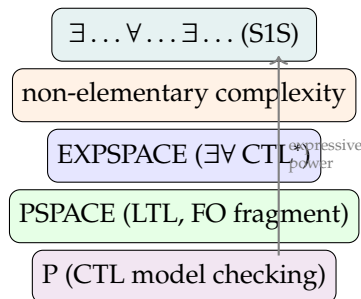 ∃ … ∀ … ∃ … (S1S)
non-elementary complexity
EXPSPACE (∃∀ CTL*)
expressive
power
PSPACE (LTL, FO fragment)
P (CTL model checking)